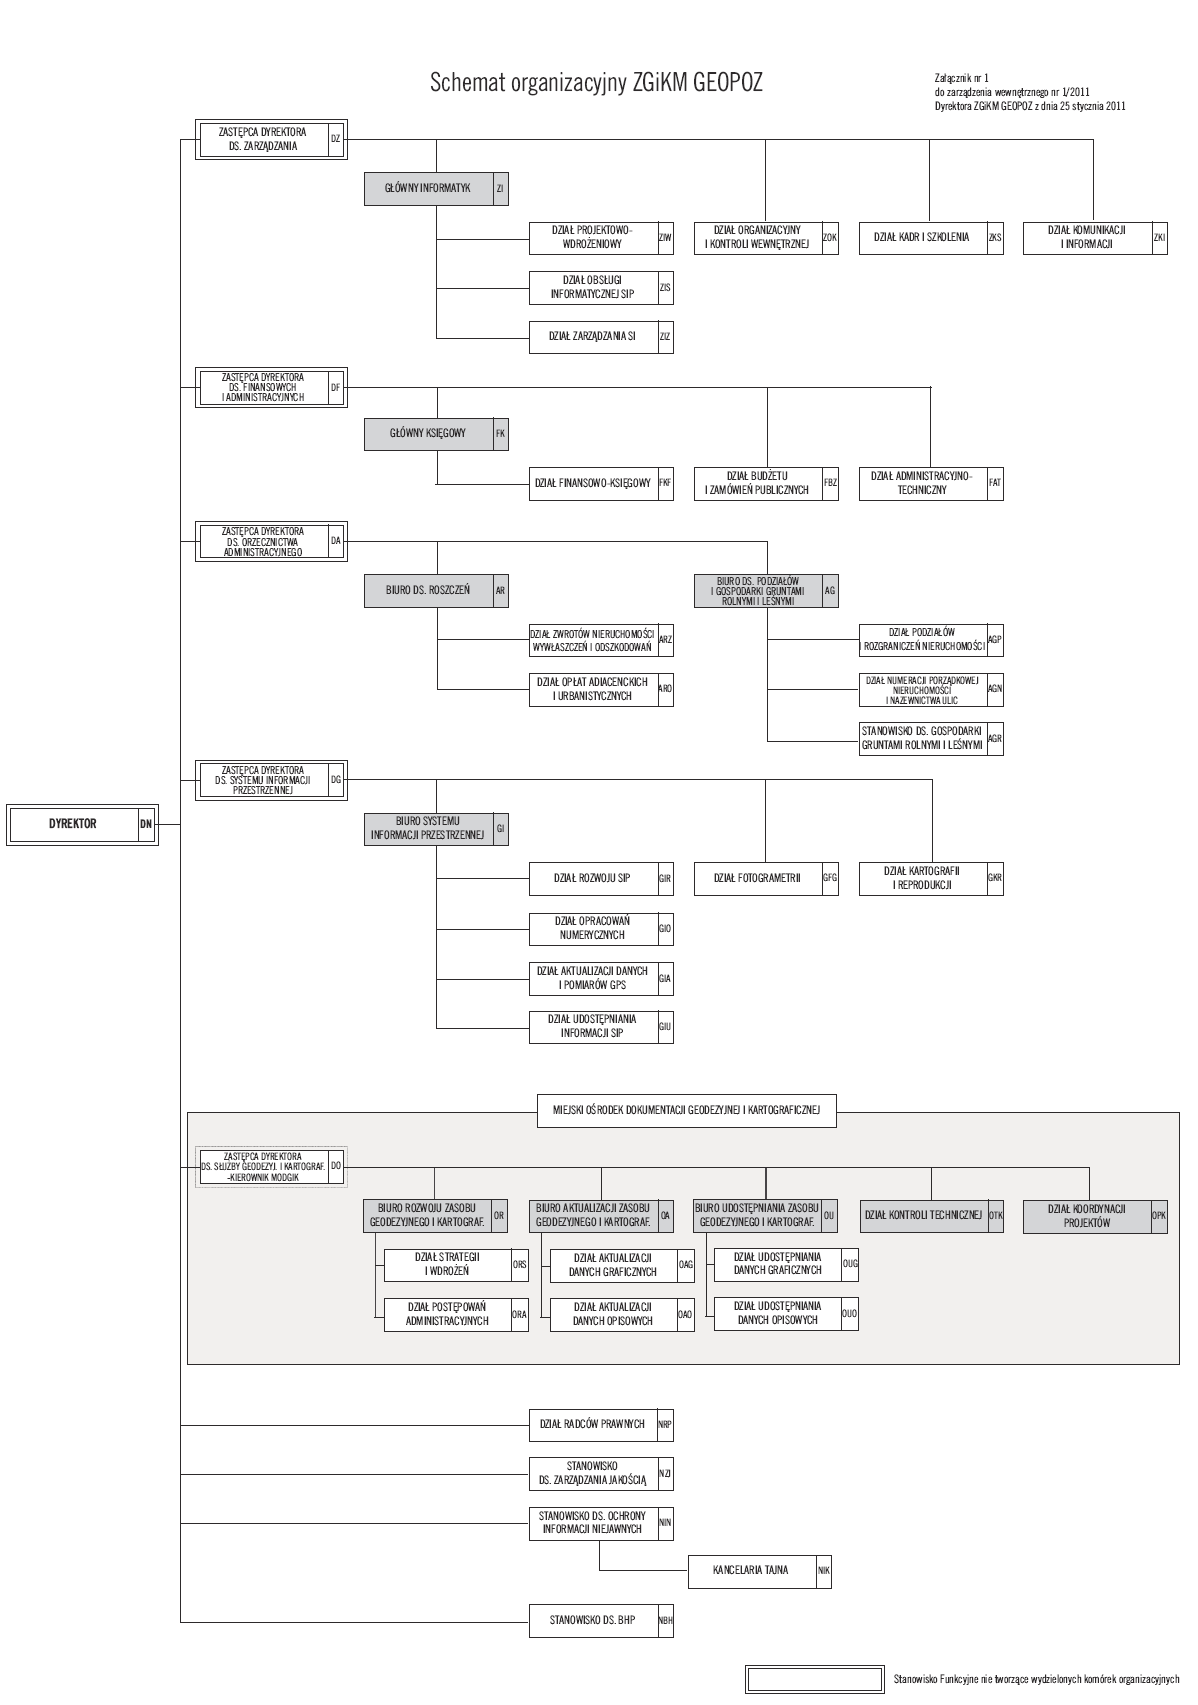 Schemat organizacyjny ZGiKM GEOPOZ
Załącznik nr 1
do zarządzenia wewnętrznego nr 1/2011
Dyrektora ZGiKM GEOPOZ z dnia 25 stycznia 2011
ZASTĘPCA DYREKTORA
DS. ZARZĄDZANIA
DZ
GŁÓWNY INFORMATYK
ZI
DZIAŁ PROJEKTOWO-
WDROŻENIOWY
ZIW
DZIAŁ ORGANIZACYJNY
I KONTROLI WEWNĘTRZNEJ
ZOK
DZIAŁ KADR I SZKOLENIA
ZKS
DZIAŁ KOMUNIKACJI
I INFORMACJI
ZKI
DZIAŁ OBSŁUGI
INFORMATYCZNEJ SIP
ZIS
DZIAŁ ZARZĄDZANIA SI
ZIZ
ZASTĘPCA DYREKTORA
DS. FINANSOWYCH
I ADMINISTRACYJNYCH
DF
GŁÓWNY KSIĘGOWY
FK
DZIAŁ FINANSOWO-KSIĘGOWY
FKF
DZIAŁ BUDŻETU
I ZAMÓWIEŃ PUBLICZNYCH
FBZ
DZIAŁ ADMINISTRACYJNO-
TECHNICZNY
FAT
ZASTĘPCA DYREKTORA
DS. ORZECZNICTWA
ADMINISTRACYJNEGO
DA
BIURO DS. ROSZCZEŃ
AR
BIURO DS. PODZIAŁÓW
I GOSPODARKI GRUNTAMI
ROLNYMI I LEŚNYMI
AG
DZIAŁ ZWROTÓW NIERUCHOMOŚCI
WYWŁASZCZEŃ I ODSZKODOWAŃ
ARZ
DZIAŁ PODZIAŁÓW
I ROZGRANICZEŃ NIERUCHOMOŚCI
AGP
DZIAŁ OPŁAT ADIACENCKICH
I URBANISTYCZNYCH
ARO
DZIAŁ NUMERACJI PORZĄDKOWEJ
NIERUCHOMOŚCI
I NAZEWNICTWA ULIC
AGN
STANOWISKO DS. GOSPODARKI
GRUNTAMI ROLNYMI I LEŚNYMI
AGR
ZASTĘPCA DYREKTORA
DS. SYSTEMU INFORMACJI
PRZESTRZENNEJ
DG
DYREKTOR
DN
BIURO SYSTEMU
INFORMACJI PRZESTRZENNEJ
GI
DZIAŁ ROZWOJU SIP
GIR
DZIAŁ FOTOGRAMETRII
GFG
DZIAŁ KARTOGRAFII
I REPRODUKCJI
GKR
DZIAŁ OPRACOWAŃ
NUMERYCZNYCH
GIO
DZIAŁ AKTUALIZACJI DANYCH
I POMIARÓW GPS
GIA
DZIAŁ UDOSTĘPNIANIA
INFORMACJI SIP
GIU
MIEJSKI OŚRODEK DOKUMENTACJI GEODEZYJNEJ I KARTOGRAFICZNEJ
ZASTĘPCA DYREKTORA
DS. SŁUŻBY GEODEZYJ. I KARTOGRAF.
-KIEROWNIK MODGIK
DO
BIURO ROZWOJU ZASOBU
GEODEZYJNEGO I KARTOGRAF.
OR
BIURO AKTUALIZACJI ZASOBU
GEODEZYJNEGO I KARTOGRAF.
OA
BIURO UDOSTĘPNIANIA ZASOBU
GEODEZYJNEGO I KARTOGRAF.
OU
DZIAŁ KONTROLI TECHNICZNEJ
OTK
DZIAŁ KOORDYNACJI
PROJEKTÓW
OPK
DZIAŁ STRATEGII
I WDROŻEŃ
ORS
DZIAŁ AKTUALIZACJI
DANYCH GRAFICZNYCH
OAG
DZIAŁ UDOSTĘPNIANIA
DANYCH GRAFICZNYCH
OUG
DZIAŁ POSTĘPOWAŃ
ADMINISTRACYJNYCH
ORA
DZIAŁ AKTUALIZACJI
DANYCH OPISOWYCH
OAO
DZIAŁ UDOSTĘPNIANIA
DANYCH OPISOWYCH
OUO
DZIAŁ RADCÓW PRAWNYCH
NRP
STANOWISKO
DS. ZARZĄDZANIA JAKOŚCIĄ
NZJ
STANOWISKO DS. OCHRONY
INFORMACJI NIEJAWNYCH
NIN
KANCELARIA TAJNA
NIK
STANOWISKO DS. BHP
NBH
Stanowisko Funkcyjne nie tworzące wydzielonych komórek organizacyjnych